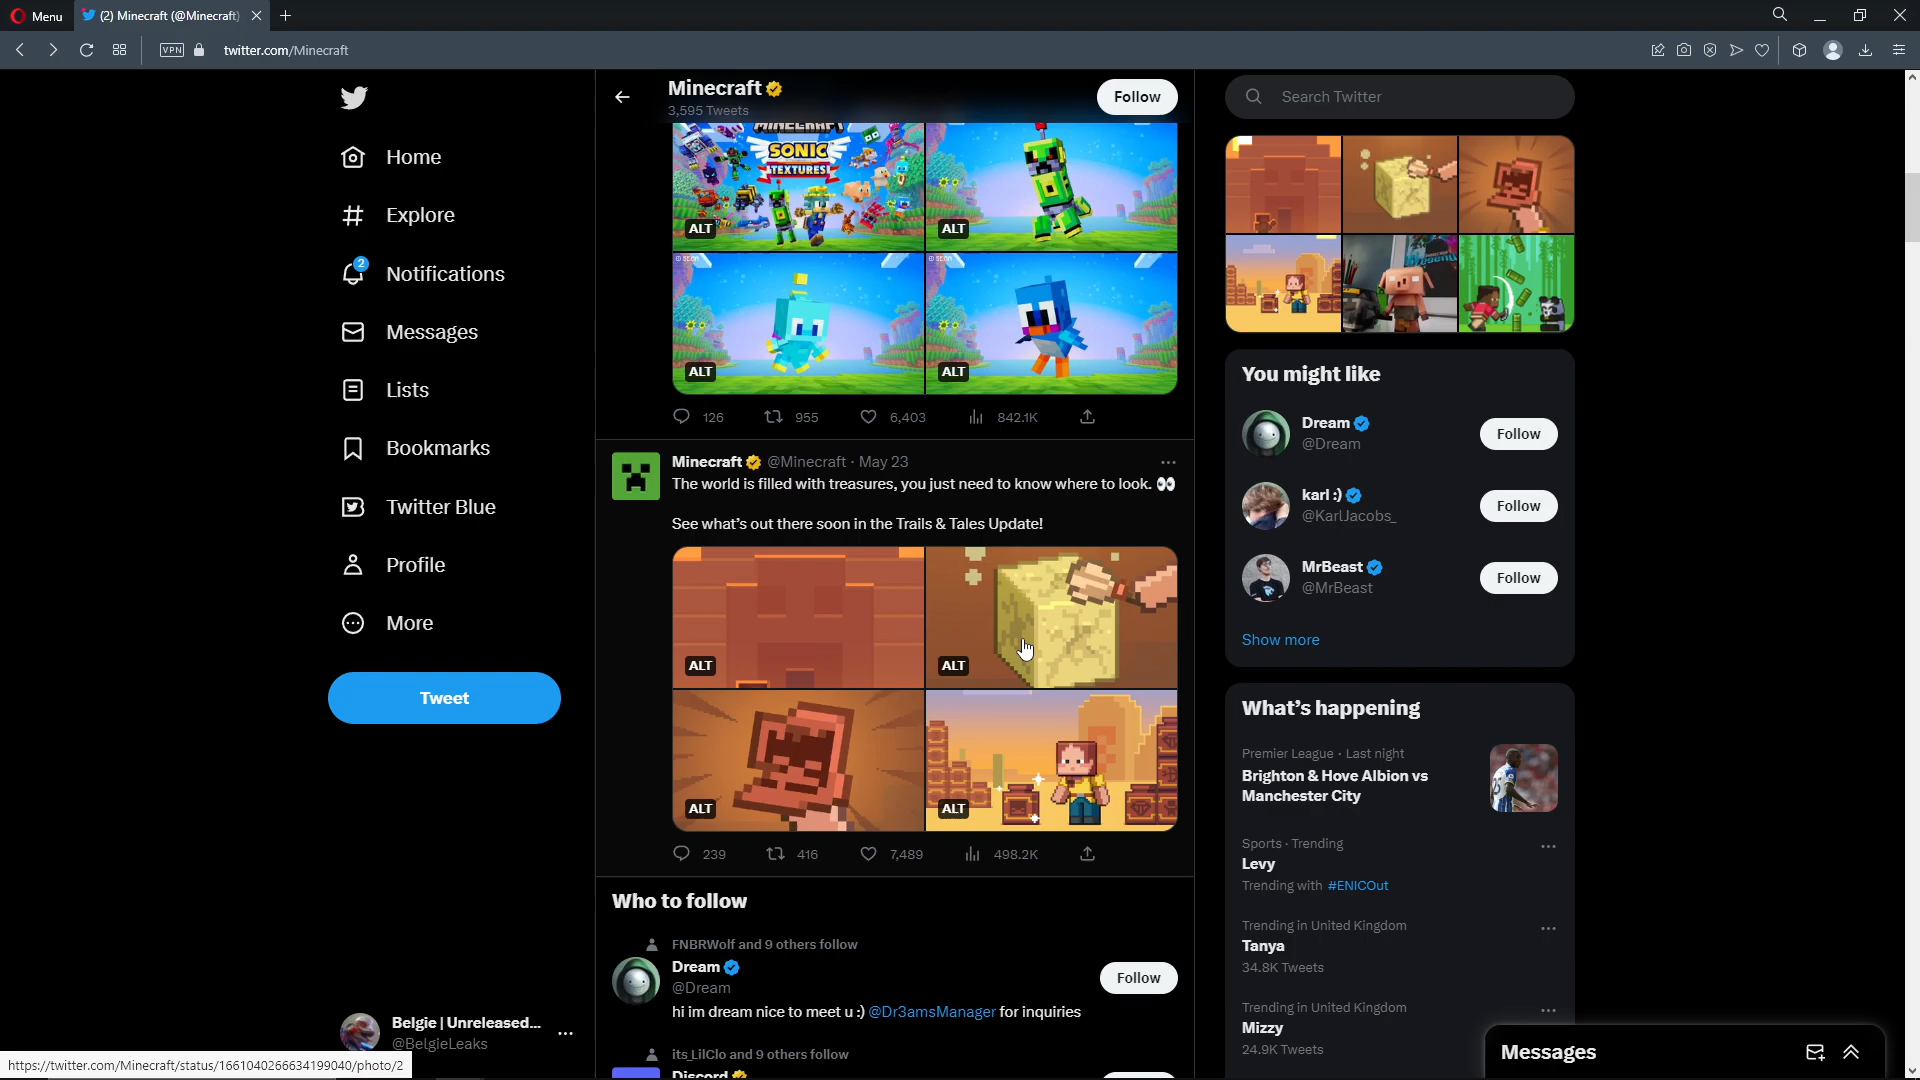 Menu
(2) Minecraft (@Minecraft)
VPN
twitter.com/Minecraft
Home
Explore
2
Notifications
Messages
Lists
Bookmarks
Twitter Blue
Profile
More
Tweet
Belgie | Unreleased...
@BelgieLeaks
https://twitter.com/Minecraft/status/1661040266634199040/photo/2
Minecraft
3,595 Tweets
Follow
MINECRAFT
SONIC
TEXTURES
ALT
ALT
ALT
ALT
126
955
6,403
842.1K
Minecraft @Minecraft · May 23
The world is filled with treasures, you just need to know where to look. 👀
See what's out there soon in the Trails & Tales Update!
ALT
ALT
ALT
ALT
239
416
7,489
498.2K
Who to follow
FNBRWolf and 9 others follow
Dream
@Dream
Follow
hi im dream nice to meet u :) @Dr3amsManager for inquiries
its_LilClo and 9 others follow
Discord
Search Twitter
You might like
Dream
@Dream
Follow
karl :)
@KarlJacobs_
Follow
MrBeast
@MrBeast
Follow
Show more
What's happening
Premier League · Last night
Brighton & Hove Albion vs
Manchester City
Sports · Trending
Levy
Trending with #ENICOut
Trending in United Kingdom
Tanya
34.8K Tweets
Trending in United Kingdom
Mizzy
24.9K Tweets
Messages